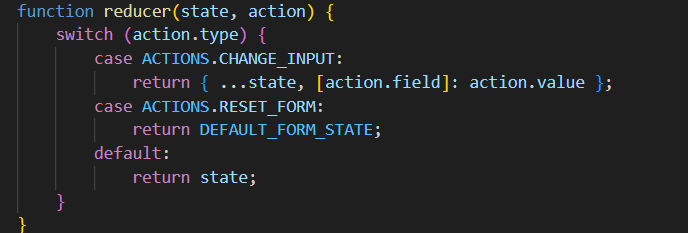 function reducer(state, action) {
    switch (action.type) {
        case ACTIONS.CHANGE_INPUT:
            return { ...state, [action.field]: action.value };
        case ACTIONS.RESET_FORM:
            return DEFAULT_FORM_STATE;
        default:
            return state;
    }
}